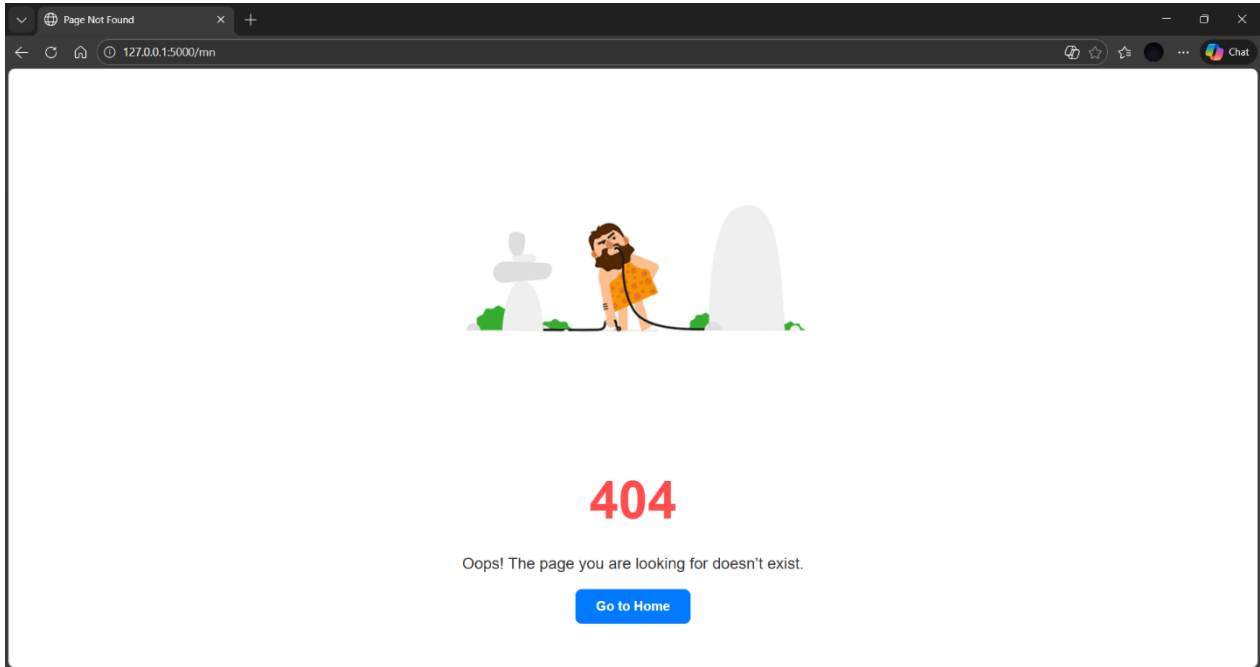 Page Not Found
127.0.0.1:5000/mn
Chat
404
Oops! The page you are looking for doesn't exist.
Go to Home